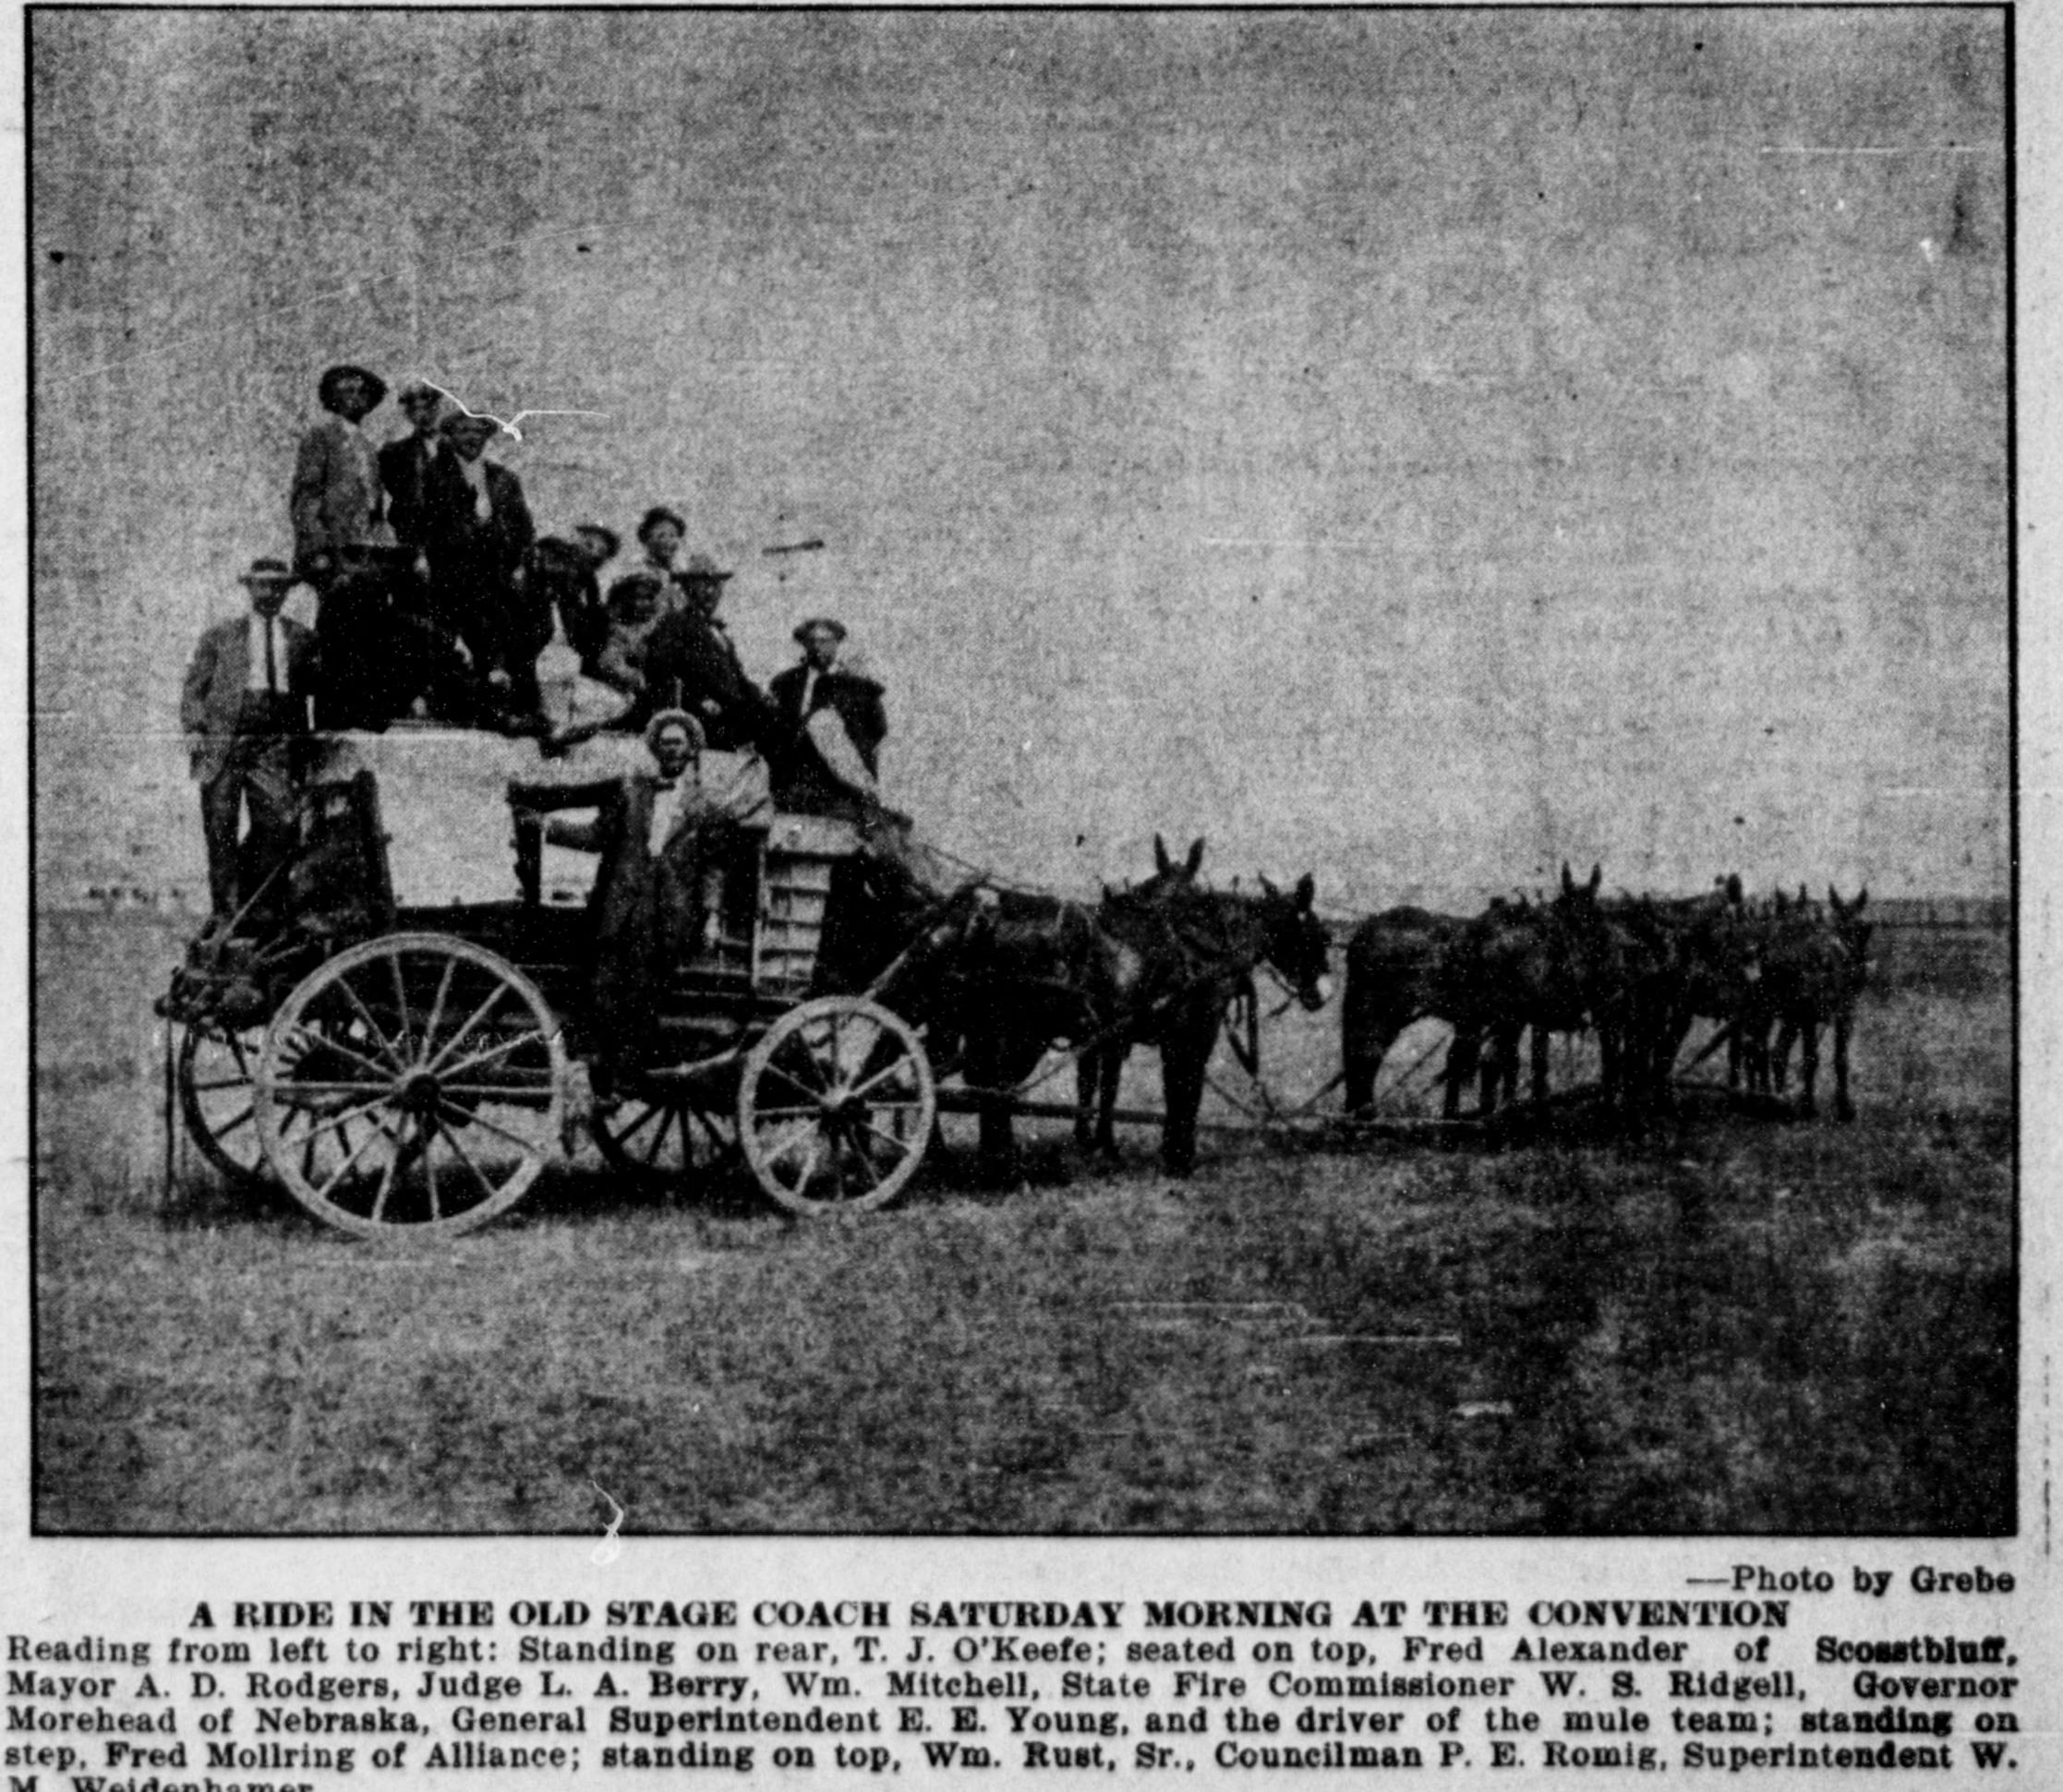 —Photo by Grebe
A RIDE IN THE OLD STAGE COACH SATURDAY MORNING AT THE CONVENTION
Reading from left to right: Standing on rear, T. J. O'Keefe; seated on top, Fred Alexander of Scosstbluff,
Mayor A. D. Rodgers, Judge L. A. Berry, Wm. Mitchell, State Fire Commissioner W. S. Ridgell, Governor
Morehead of Nebraska, General Superintendent E. E. Young, and the driver of the mule team; standing on
step, Fred Mollring of Alliance; standing on top, Wm. Rust, Sr., Councilman P. E. Romig, Superintendent W.
M. Weidenhamer